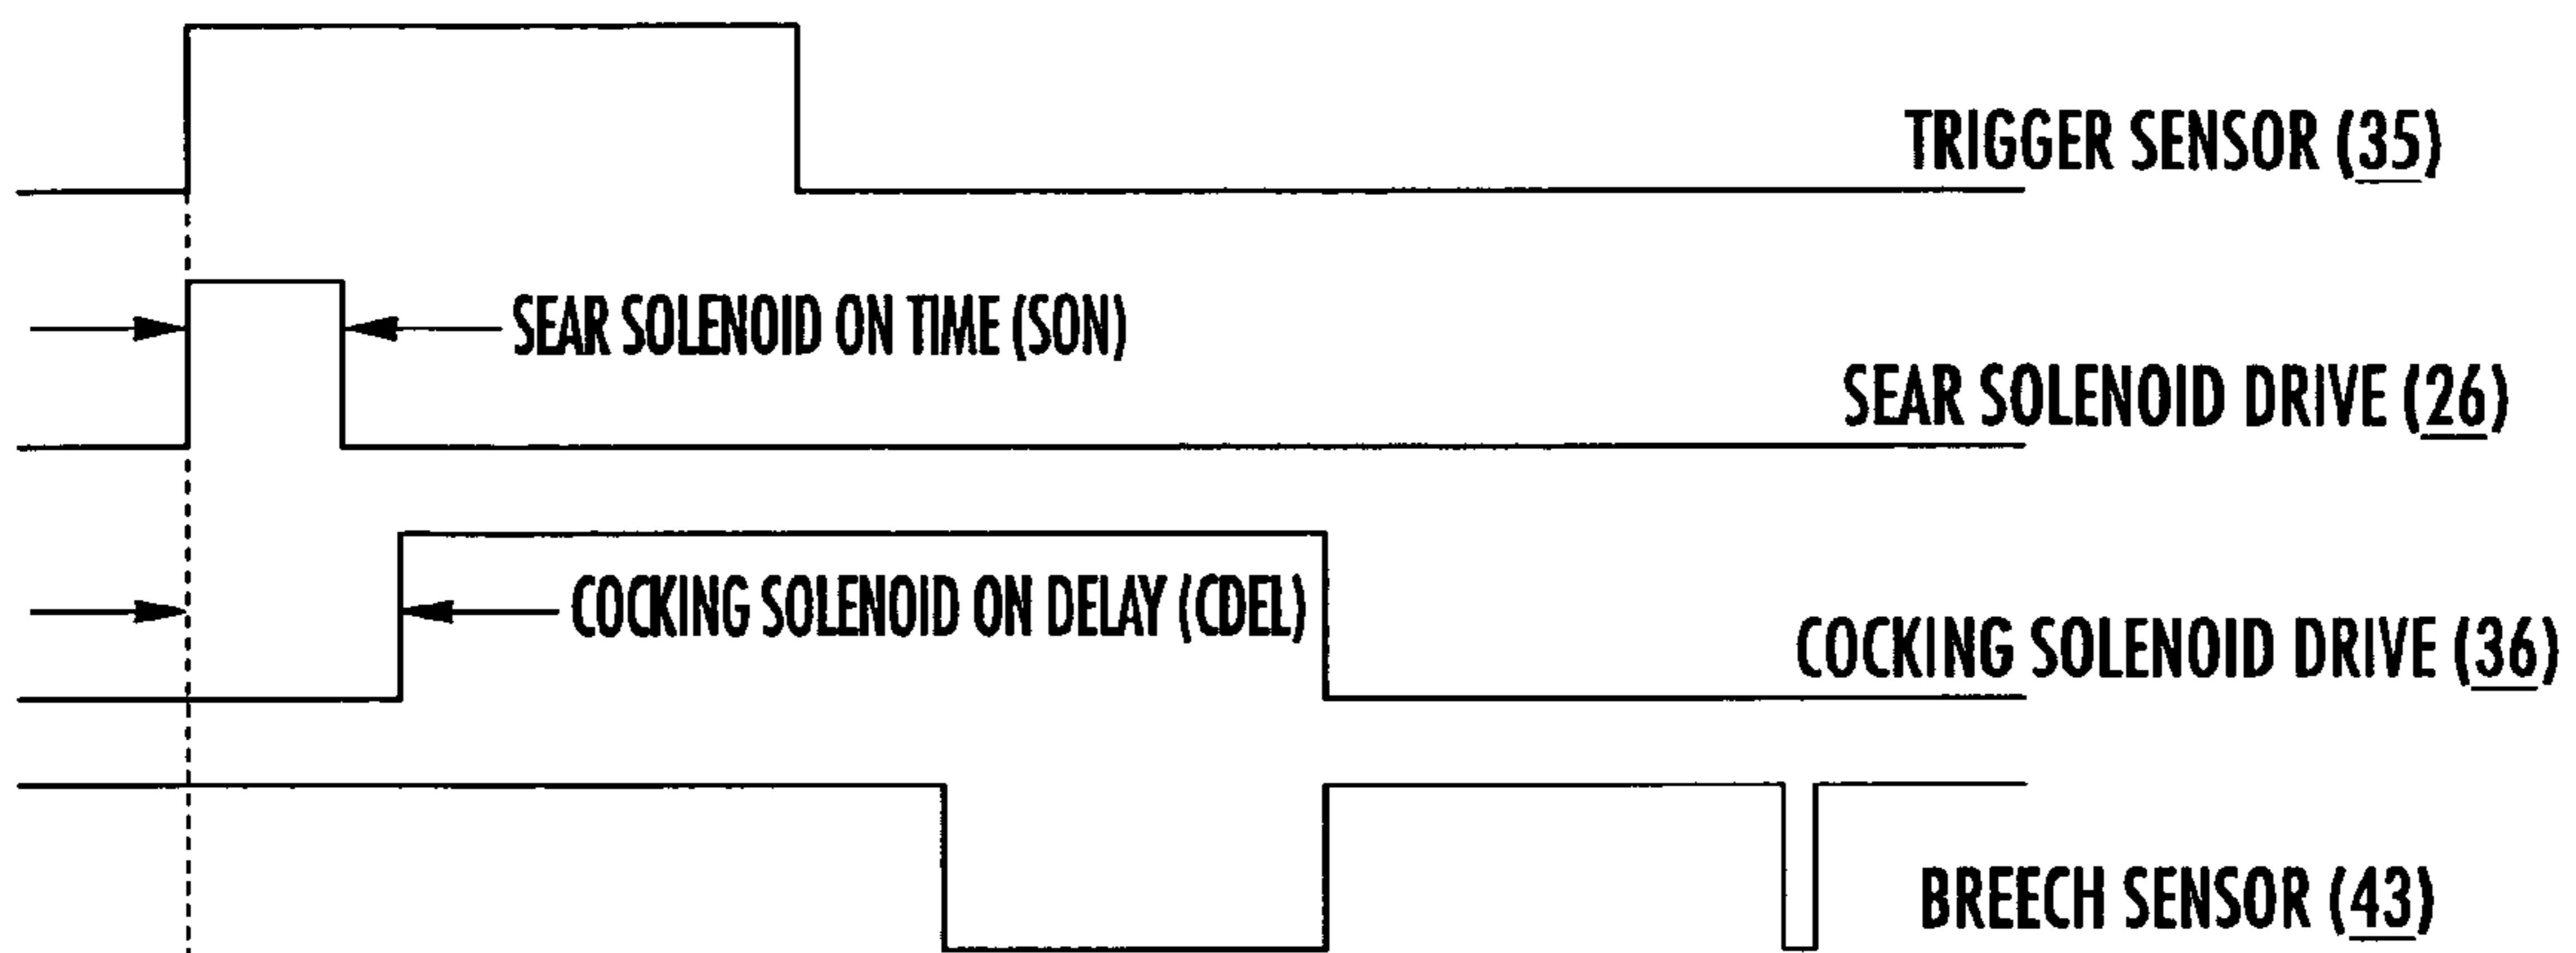 TRIGGER SENSOR (35)
SEAR SOLENOID ON TIME (SON)
SEAR SOLENOID DRIVE (26)
COCKING SOLENOID ON DELAY (CDEL)
COCKING SOLENOID DRIVE (36)
BREECH SENSOR (43)